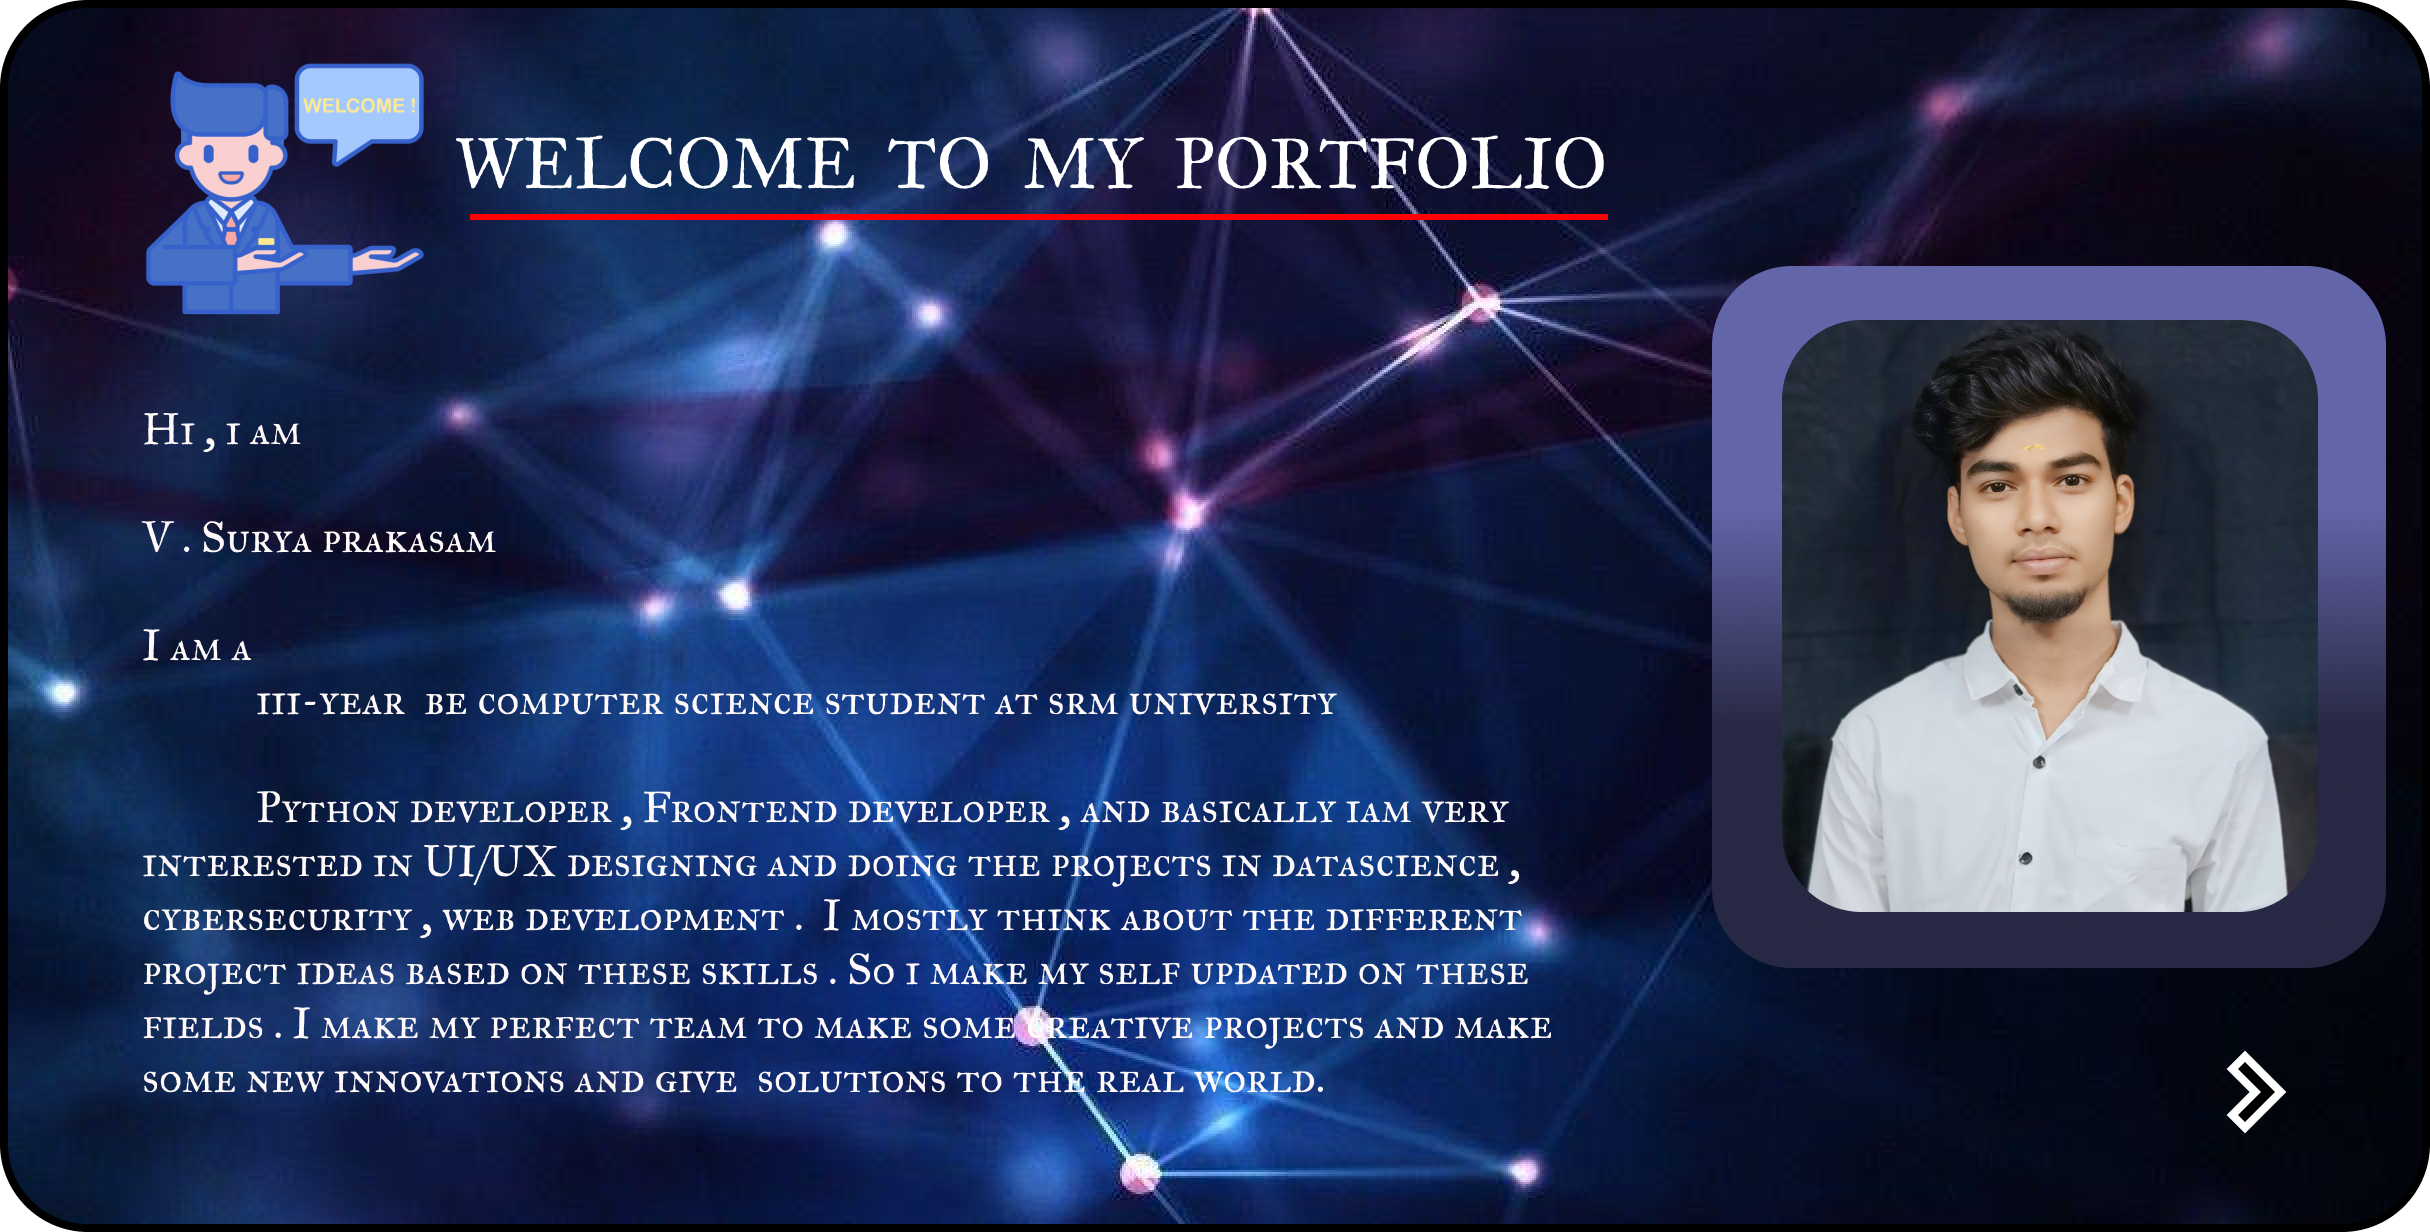 WELCOME !
WELCOME TO MY PORTFOLIO
Hi , i am
V . Surya prakasam
I am a
iii-year be computer science student at srm university
Python developer , Frontend developer , and basically iam very
interested in UI/UX designing and doing the projects in datascience ,
cybersecurity , web development . I mostly think about the different
project ideas based on these skills . So i make my self updated on these
fields . I make my perfect team to make some creative projects and make
some new innovations and give solutions to the real world.